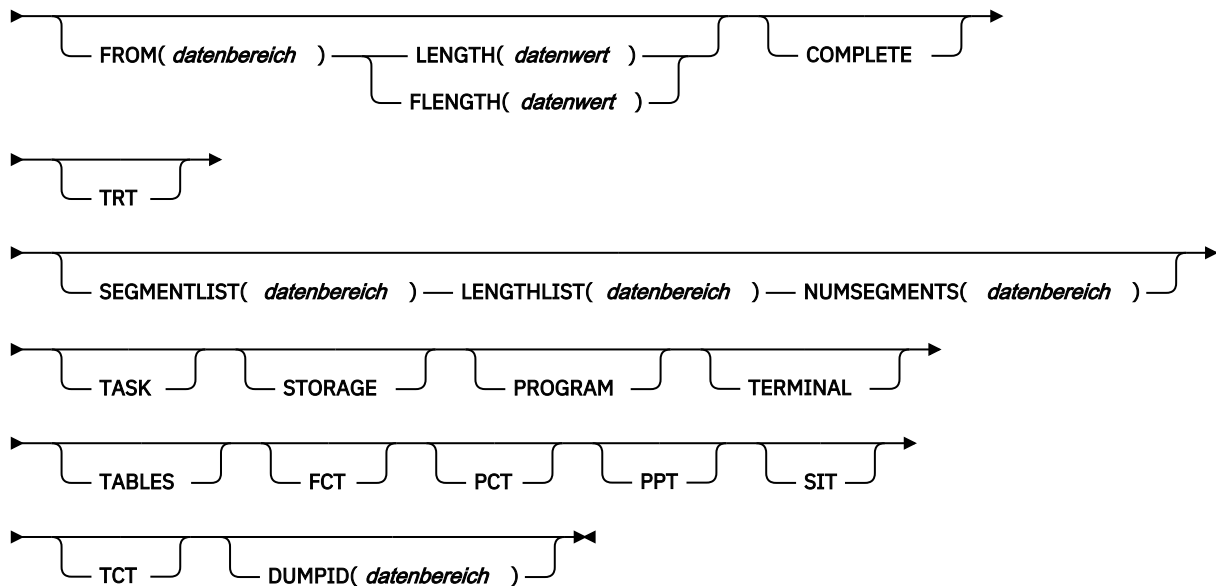 FROM( datenbereich ) LENGTH( datenwert ) COMPLETE
FLENGTH( datenwert )
TRT
SEGMENTLIST( datenbereich ) LENGTHLIST( datenbereich ) NUMSEGMENTS( datenbereich )
TASK STORAGE PROGRAM TERMINAL
TABLES FCT PCT PPT SIT
TCT DUMPID( datenbereich )